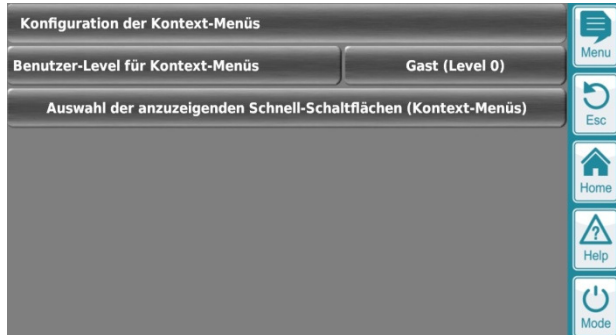 Konfiguration der Kontext-Menüs
Menu
Benutzer-Level für Kontext-Menüs Gast (Level 0)
Auswahl der anzuzeigenden Schnell-Schaltflächen (Kontext-Menüs)
Esc
Home
?
Help
Mode